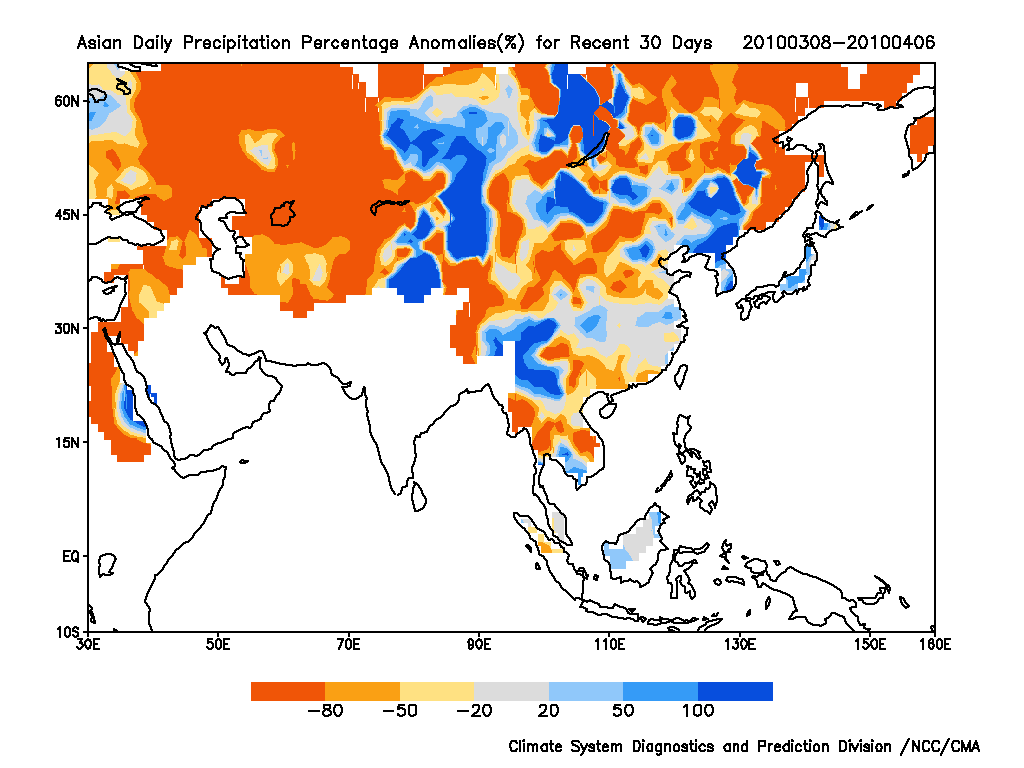 Asian Daily Precipitation Percentage Anomalies(%) for Recent 30 Days 20100308-20100406
60N
45N
30N
15N
EQ
10S
30E 50E 70E 90E 110E 130E 150E 160E
-80 -50 -20 20 50 100
Climate System Diagnostics and Prediction Division /NCC/CMA